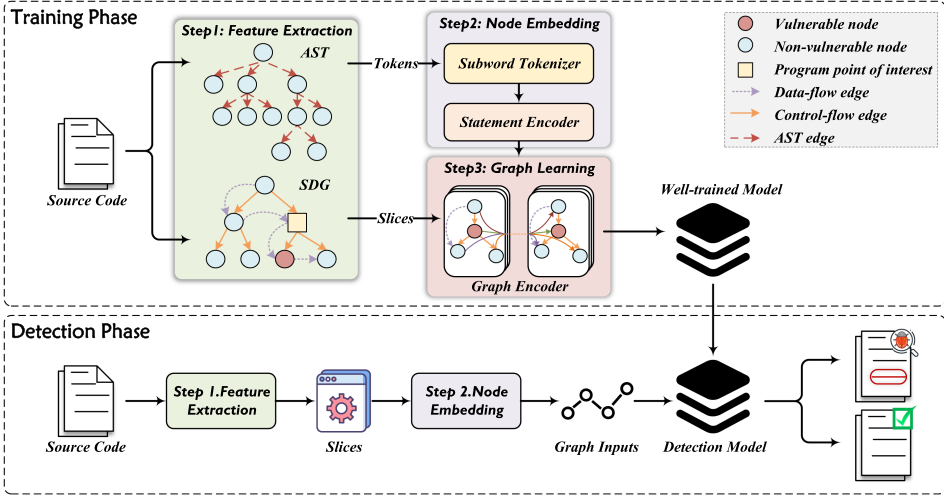 Training Phase
Step1: Feature Extraction
AST
SDG
Source Code
Tokens
Slices
Step2: Node Embedding
Subword Tokenizer
Statement Encoder
Step3: Graph Learning
Graph Encoder
Vulnerable node
Non-vulnerable node
Program point of interest
Data-flow edge
Control-flow edge
AST edge
Well-trained Model
Detection Phase
Source Code
Step 1.Feature
Extraction
Slices
Step 2.Node
Embedding
Graph Inputs
Detection Model